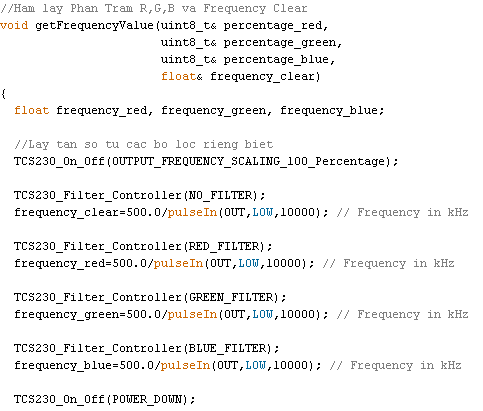 //Ham lay Phan Tram R,G,B va Frequency Clear
void getFrequencyValue(uint8_t& percentage_red,
                       uint8_t& percentage_green,
                       uint8_t& percentage_blue,
                       float& frequency_clear)
{
  float frequency_red, frequency_green, frequency_blue;

  //Lay tan so tu cac bo loc rieng biet
  TCS230_On_Off(OUTPUT_FREQUENCY_SCALING_100_Percentage);

  TCS230_Filter_Controller(NO_FILTER);
  frequency_clear=500.0/pulseIn(OUT,LOW,10000); // Frequency in kHz

  TCS230_Filter_Controller(RED_FILTER);
  frequency_red=500.0/pulseIn(OUT,LOW,10000); // Frequency in kHz

  TCS230_Filter_Controller(GREEN_FILTER);
  frequency_green=500.0/pulseIn(OUT,LOW,10000); // Frequency in kHz

  TCS230_Filter_Controller(BLUE_FILTER);
  frequency_blue=500.0/pulseIn(OUT,LOW,10000); // Frequency in kHz

  TCS230_On_Off(POWER_DOWN);